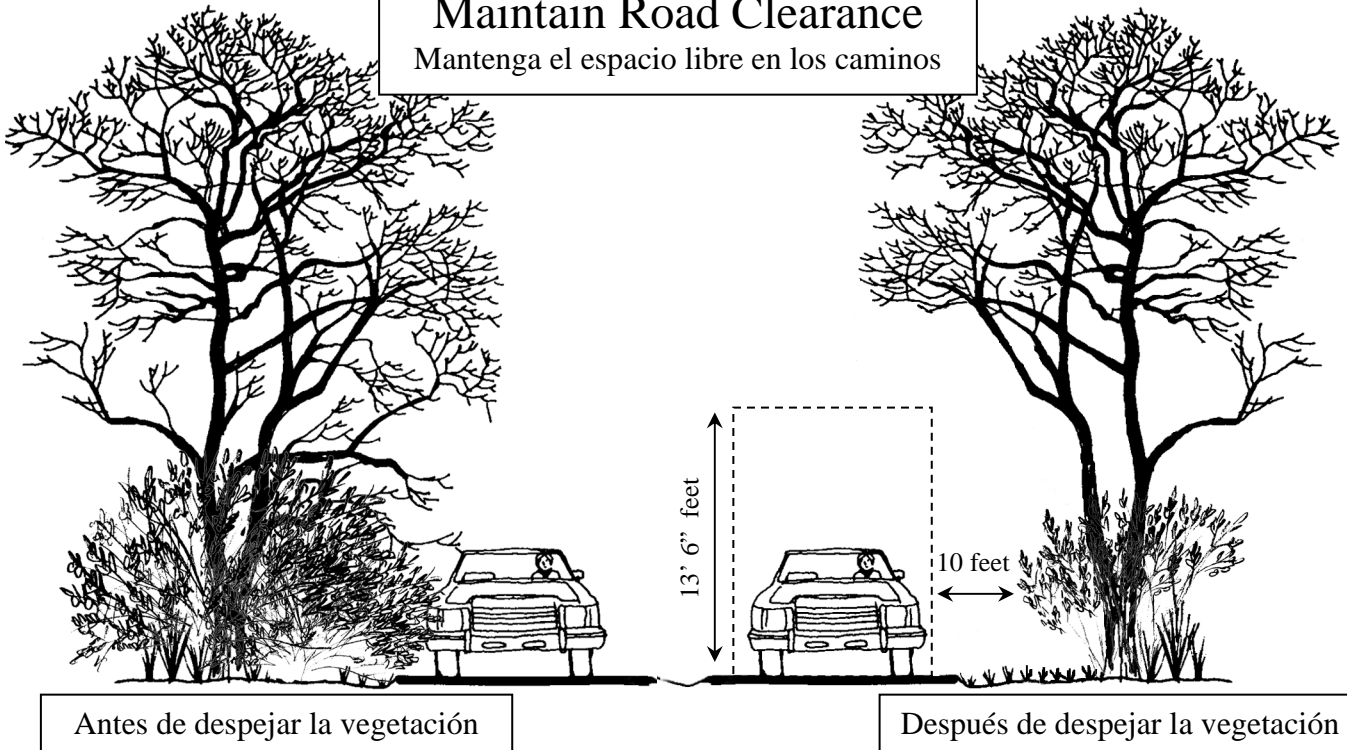 Maintain Road Clearance
Mantenga el espacio libre en los caminos
13' 6” feet
10 feet
Antes de despejar la vegetación
Después de despejar la vegetación